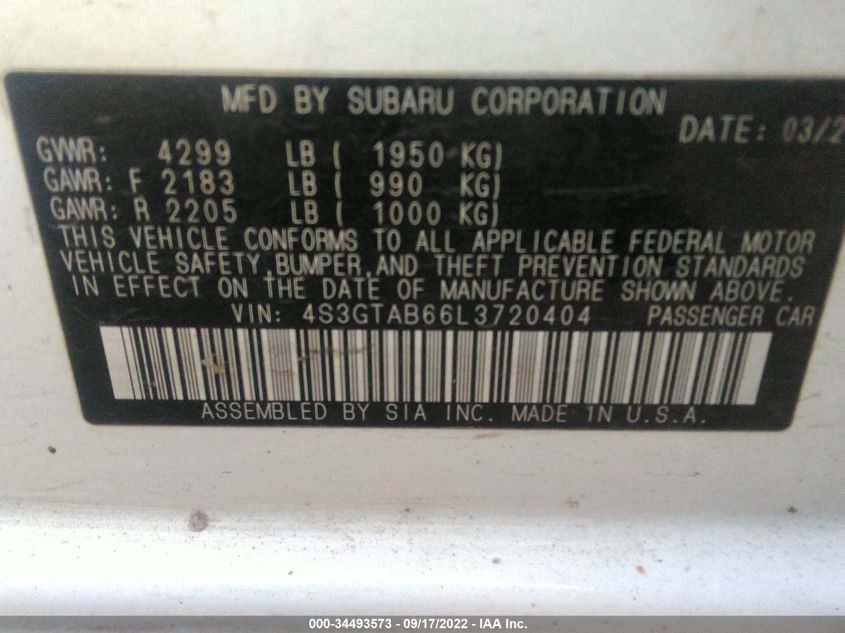 MFD BY SUBARU CORPORATION
DATE: 03/2
GVWR: 4299 LB ( 1950 KG)
GAWR: F 2183 LB ( 990 KG)
GAWR: R 2205 LB ( 1000 KG)
THIS VEHICLE CONFORMS TO ALL APPLICABLE FEDERAL MOTOR
VEHICLE SAFETY,BUMPER,AND THEFT PREVENTION STANDARDS
IN EFFECT ON THE DATE OF MANUFACTURE SHOWN ABOVE.
VIN: 4S3GTAB66L3720404 PASSENGER CAR
ASSEMBLED BY SIA INC. MADE IN U.S.A.
000-34493573 - 09/17/2022 - IAA Inc.